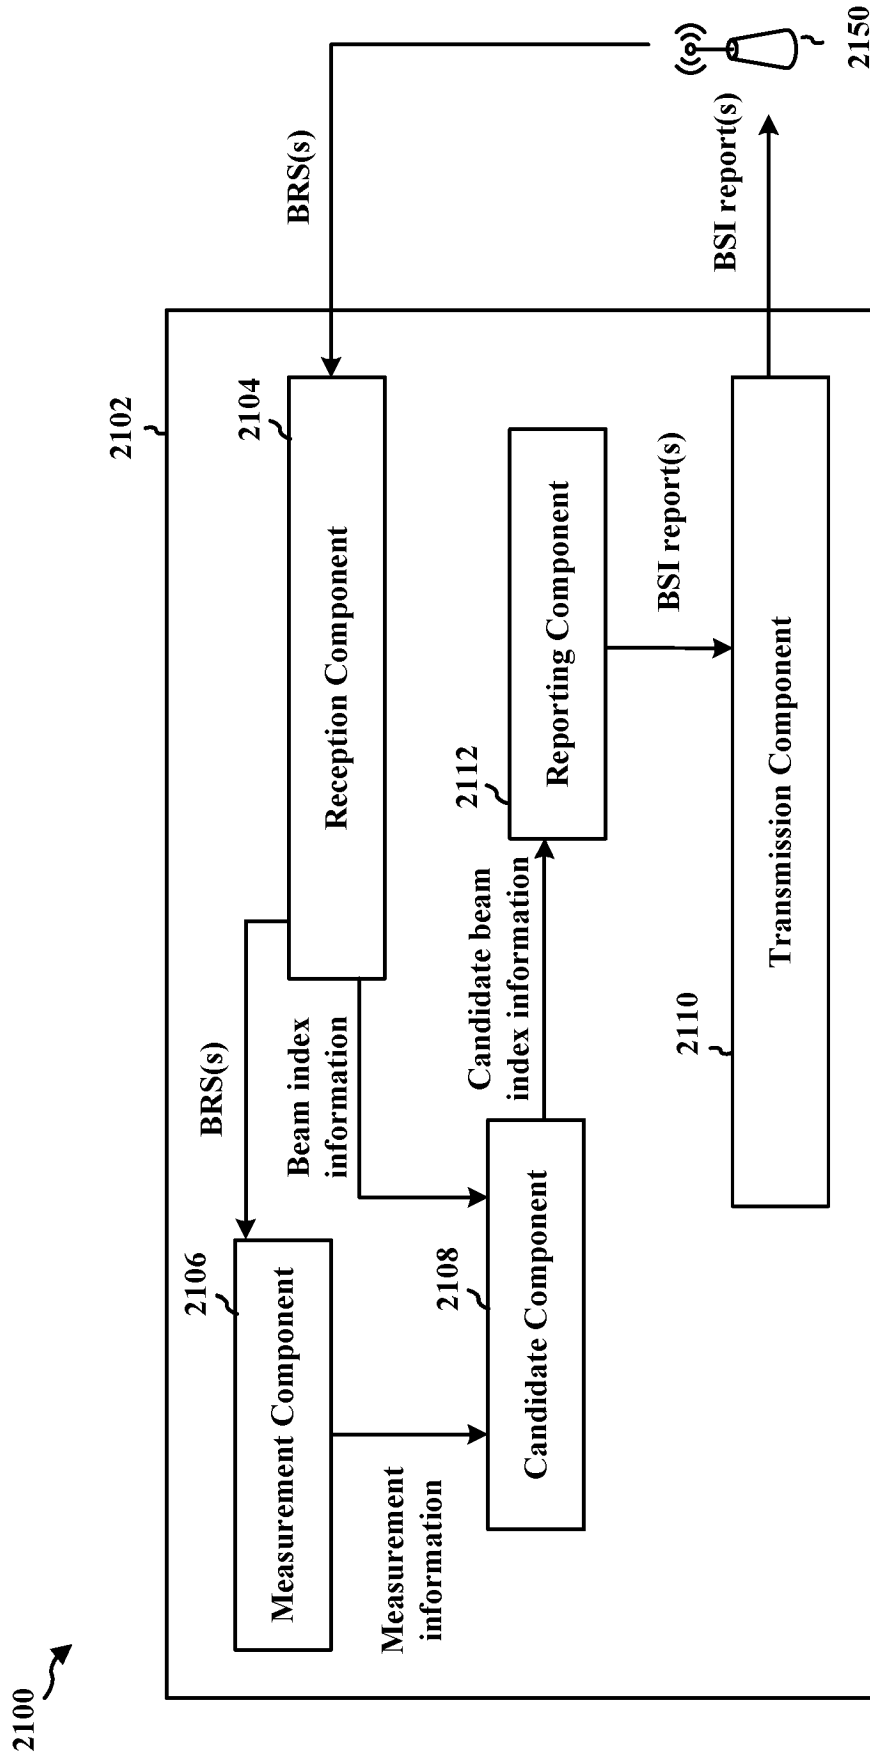 2100
2102
BRS(s)
2106
Measurement Component
BRS(s)
2104
Reception Component
Beam index
information
Measurement
information
2108
Candidate Component
Candidate beam
index information
2112
Reporting Component
BSI report(s)
2110
Transmission Component
BSI report(s)
2150